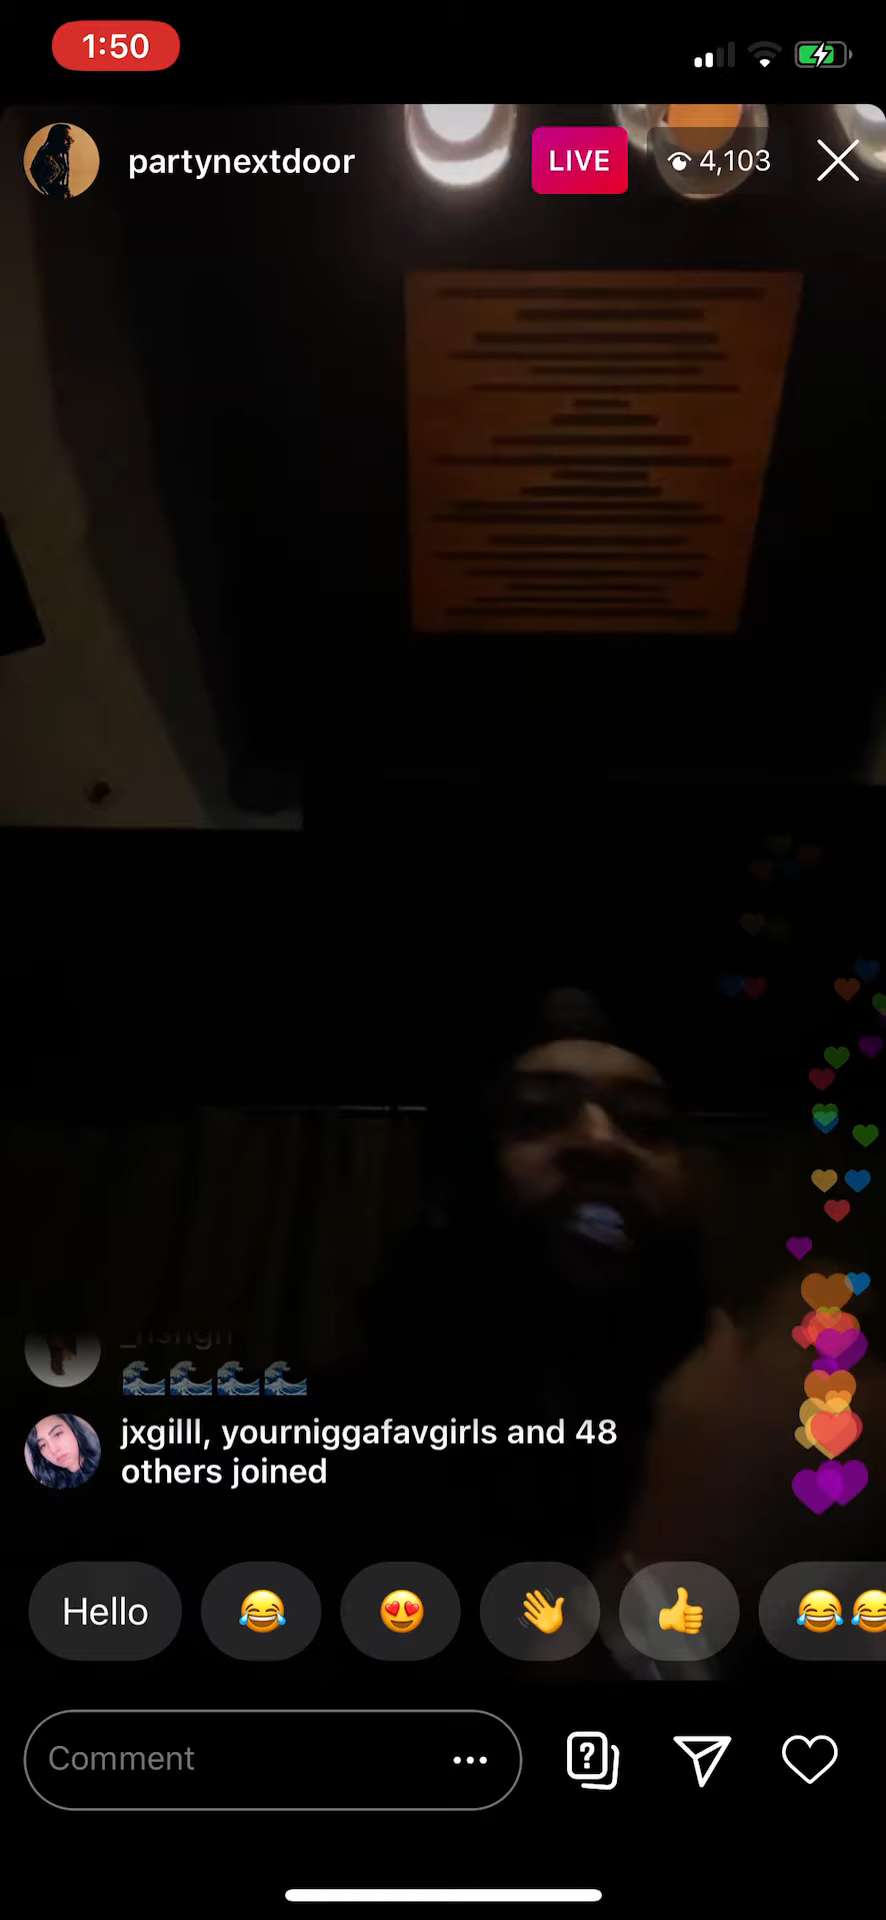 1:50
partynextdoor
LIVE
4,103
jxgilll, yourniggafavgirls and 48
others joined
Hello
Comment